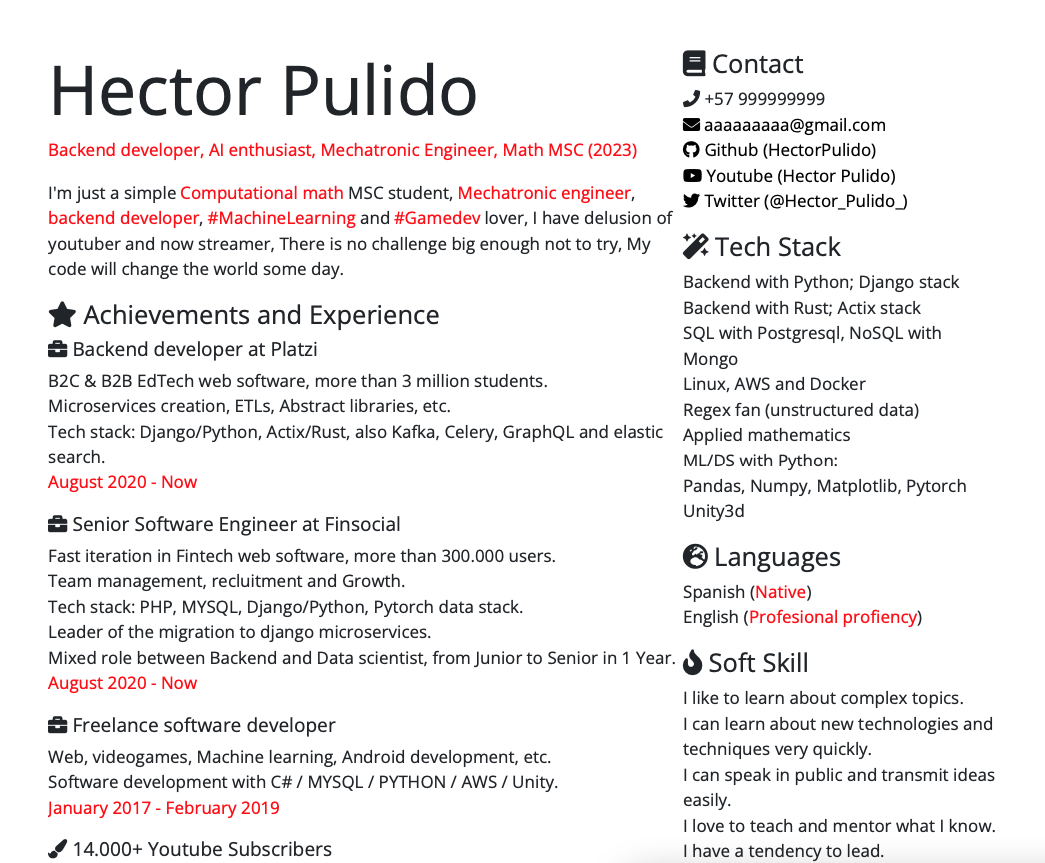 Hector Pulido
Backend developer, AI enthusiast, Mechatronic Engineer, Math MSC (2023)
I'm just a simple Computational math MSC student, Mechatronic engineer,
backend developer, #MachineLearning and #Gamedev lover, I have delusion of
youtuber and now streamer, There is no challenge big enough not to try, My
code will change the world some day.
Achievements and Experience
Backend developer at Platzi
B2C & B2B EdTech web software, more than 3 million students.
Microservices creation, ETLs, Abstract libraries, etc.
Tech stack: Django/Python, Actix/Rust, also Kafka, Celery, GraphQL and elastic
search.
August 2020 - Now
Senior Software Engineer at Finsocial
Fast iteration in Fintech web software, more than 300.000 users.
Team management, recluitment and Growth.
Tech stack: PHP, MYSQL, Django/Python, Pytorch data stack.
Leader of the migration to django microservices.
Mixed role between Backend and Data scientist, from Junior to Senior in 1 Year.
August 2020 - Now
Freelance software developer
Web, videogames, Machine learning, Android development, etc.
Software development with C# / MYSQL / PYTHON / AWS / Unity.
January 2017 - February 2019
14.000+ Youtube Subscribers
Contact
+57 999999999
aaaaaaaaa@gmail.com
Github (HectorPulido)
Youtube (Hector Pulido)
Twitter (@Hector_Pulido_)
Tech Stack
Backend with Python; Django stack
Backend with Rust; Actix stack
SQL with Postgresql, NoSQL with
Mongo
Linux, AWS and Docker
Regex fan (unstructured data)
Applied mathematics
ML/DS with Python:
Pandas, Numpy, Matplotlib, Pytorch
Unity3d
Languages
Spanish (Native)
English (Profesional profiency)
Soft Skill
I like to learn about complex topics.
I can learn about new technologies and
techniques very quickly.
I can speak in public and transmit ideas
easily.
I love to teach and mentor what I know.
I have a tendency to lead.